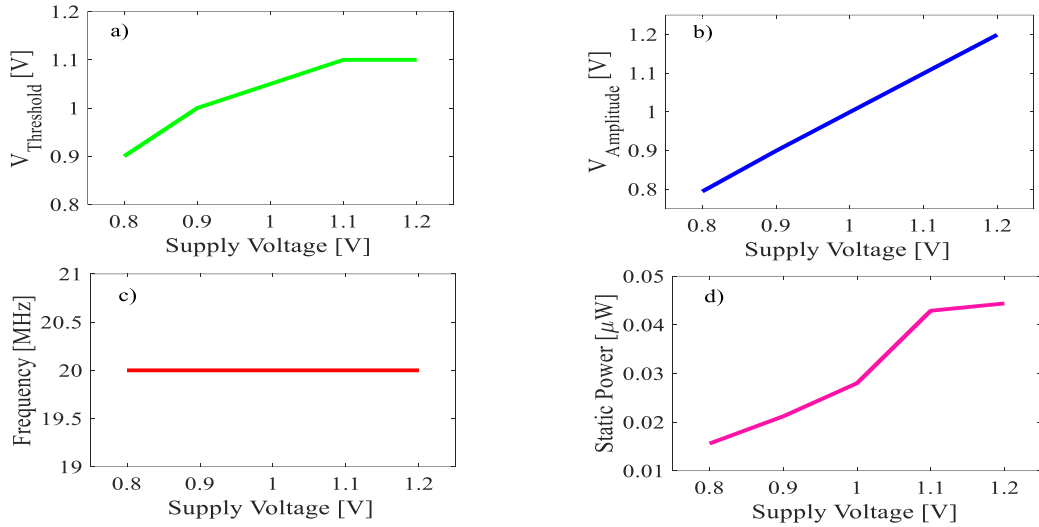 a)
V_Threshold [V]
1.2
1.1
1
0.9
0.8
0.8 0.9 1 1.1 1.2
Supply Voltage [V]
b)
V_Amplitude [V]
1.2
1.1
1
0.9
0.8
0.8 0.9 1 1.1 1.2
Supply Voltage [V]
c)
Frequency [MHz]
21
20.5
20
19.5
19
0.8 0.9 1 1.1 1.2
Supply Voltage [V]
d)
Static Power [μW]
0.05
0.04
0.03
0.02
0.01
0.8 0.9 1 1.1 1.2
Supply Voltage [V]